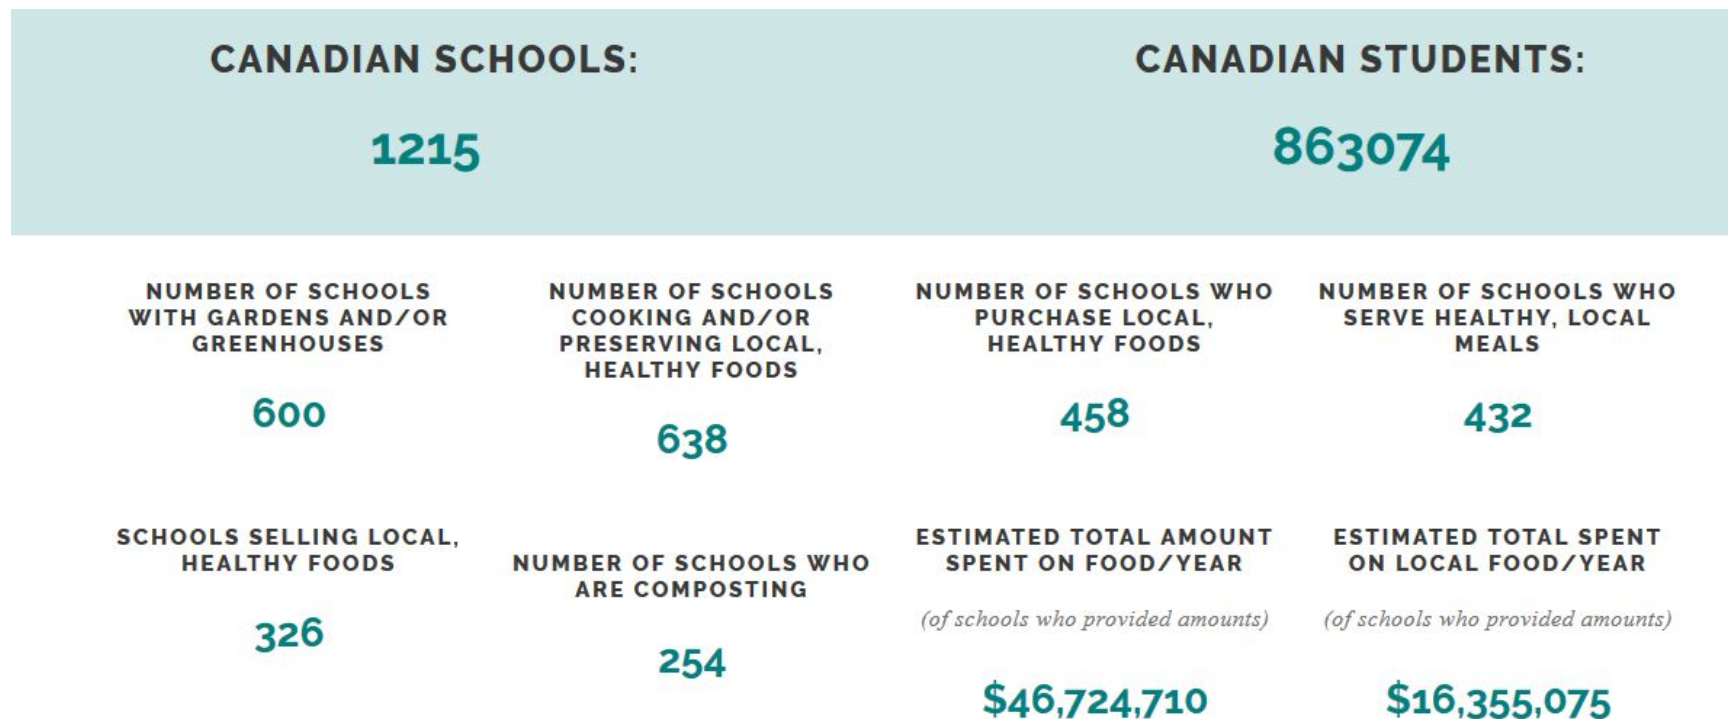 CANADIAN SCHOOLS:
1215
CANADIAN STUDENTS:
863074
NUMBER OF SCHOOLS
WITH GARDENS AND/OR
GREENHOUSES
600
NUMBER OF SCHOOLS
COOKING AND/OR
PRESERVING LOCAL,
HEALTHY FOODS
638
NUMBER OF SCHOOLS WHO
PURCHASE LOCAL,
HEALTHY FOODS
458
NUMBER OF SCHOOLS WHO
SERVE HEALTHY, LOCAL
MEALS
432
SCHOOLS SELLING LOCAL,
HEALTHY FOODS
326
NUMBER OF SCHOOLS WHO
ARE COMPOSTING
254
ESTIMATED TOTAL AMOUNT
SPENT ON FOOD/YEAR
(of schools who provided amounts)
$46,724,710
ESTIMATED TOTAL SPENT
ON LOCAL FOOD/YEAR
(of schools who provided amounts)
$16,355,075